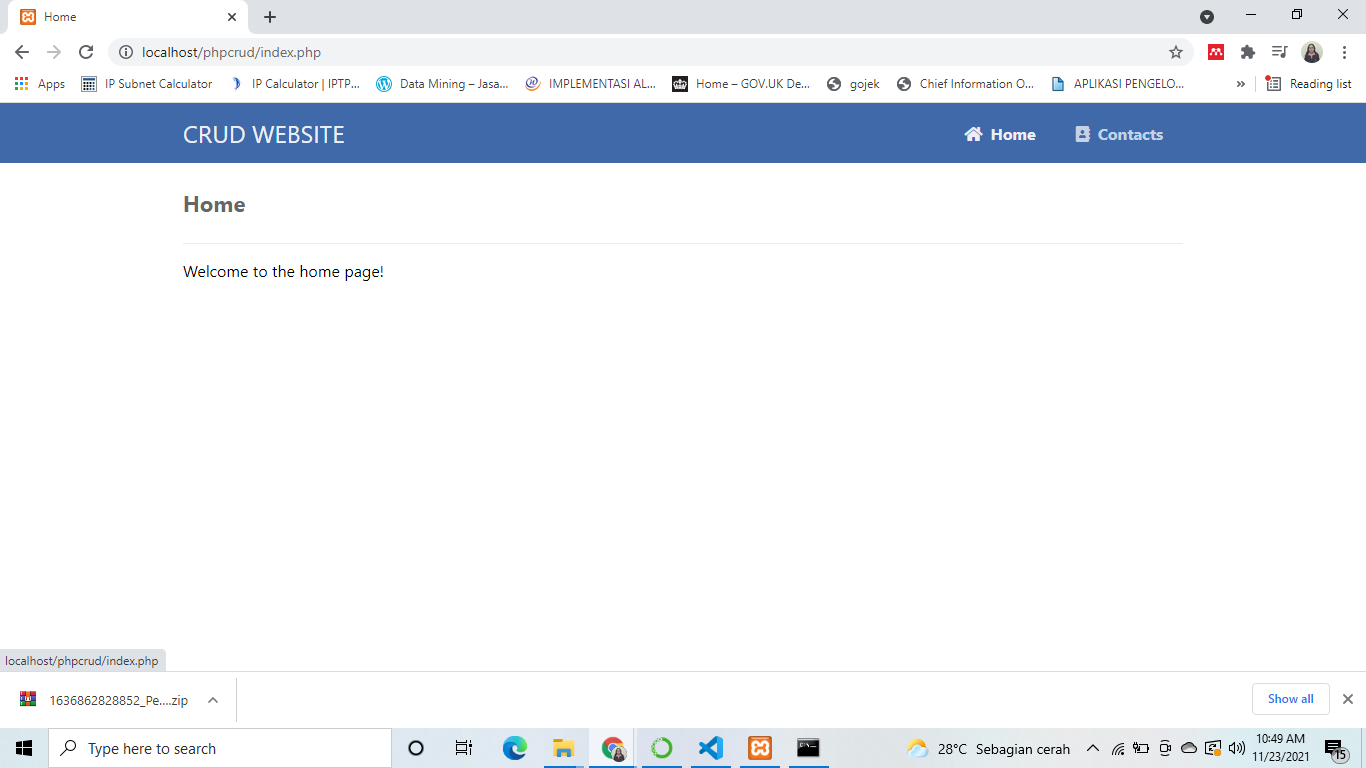 Home
localhost/phpcrud/index.php
Apps IP Subnet Calculator IP Calculator | IPTP... Data Mining – Jasa... IMPLEMENTASI AL... Home – GOV.UK De... gojek Chief Information O... APLIKASI PENGELO... » Reading list
CRUD WEBSITE Home Contacts
Home
Welcome to the home page!
localhost/phpcrud/index.php
1636862828852_Pe....zip Show all
Type here to search 28°C Sebagian cerah 10:49 AM
11/23/2021 15